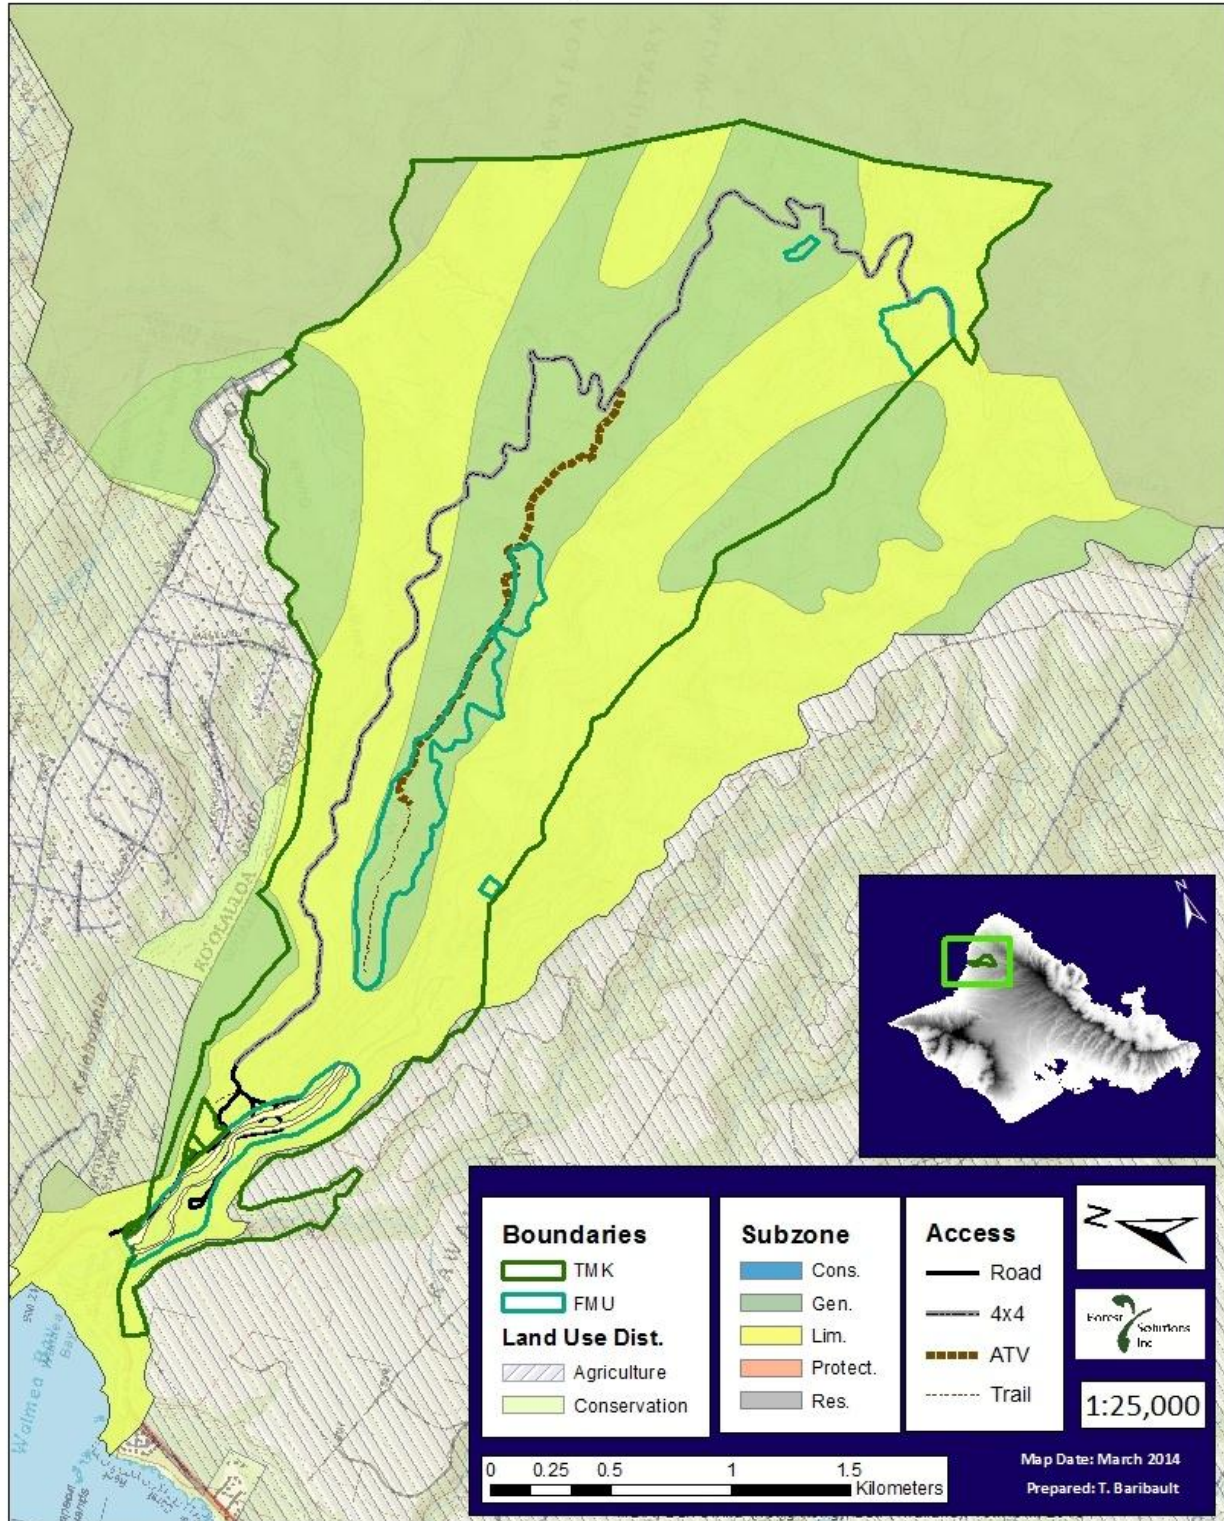 KO'OLAULOA
Waimea
Bay
N
Boundaries
TMK
FMU
Land Use Dist.
Agriculture
Conservation
Subzone
Cons.
Gen.
Lim.
Protect.
Res.
Access
Road
4x4
ATV
Trail
N
Forest
Solutions
Inc
1:25,000
0 0.25 0.5 1 1.5
Kilometers
Map Date: March 2014
Prepared: T. Baribault